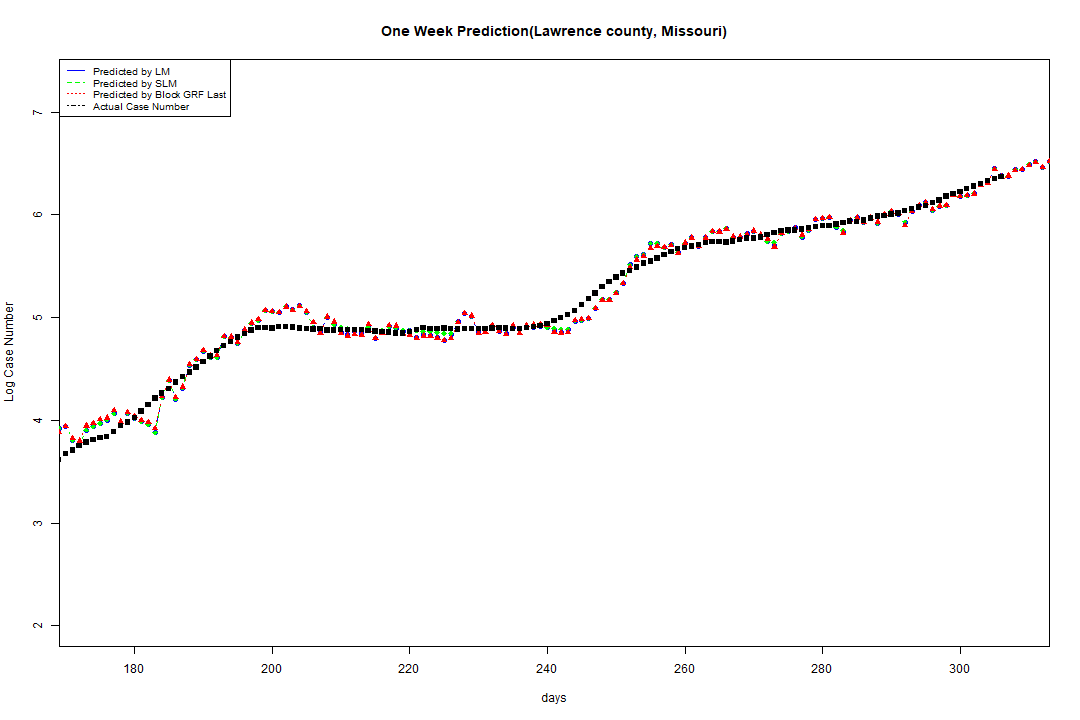 One Week Prediction(Lawrence county, Missouri)
Predicted by LM
Predicted by SLM
Predicted by Block GRF Last
Actual Case Number
7
6
5
4
3
2
Log Case Number
180 200 220 240 260 280 300
days